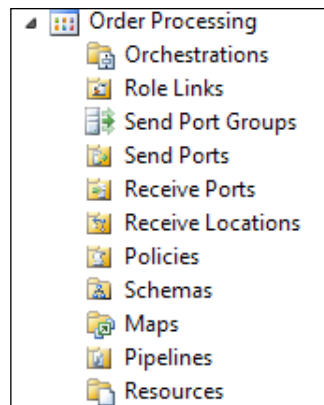 Order Processing
Orchestrations
Role Links
Send Port Groups
Send Ports
Receive Ports
Receive Locations
Policies
Schemas
Maps
Pipelines
Resources